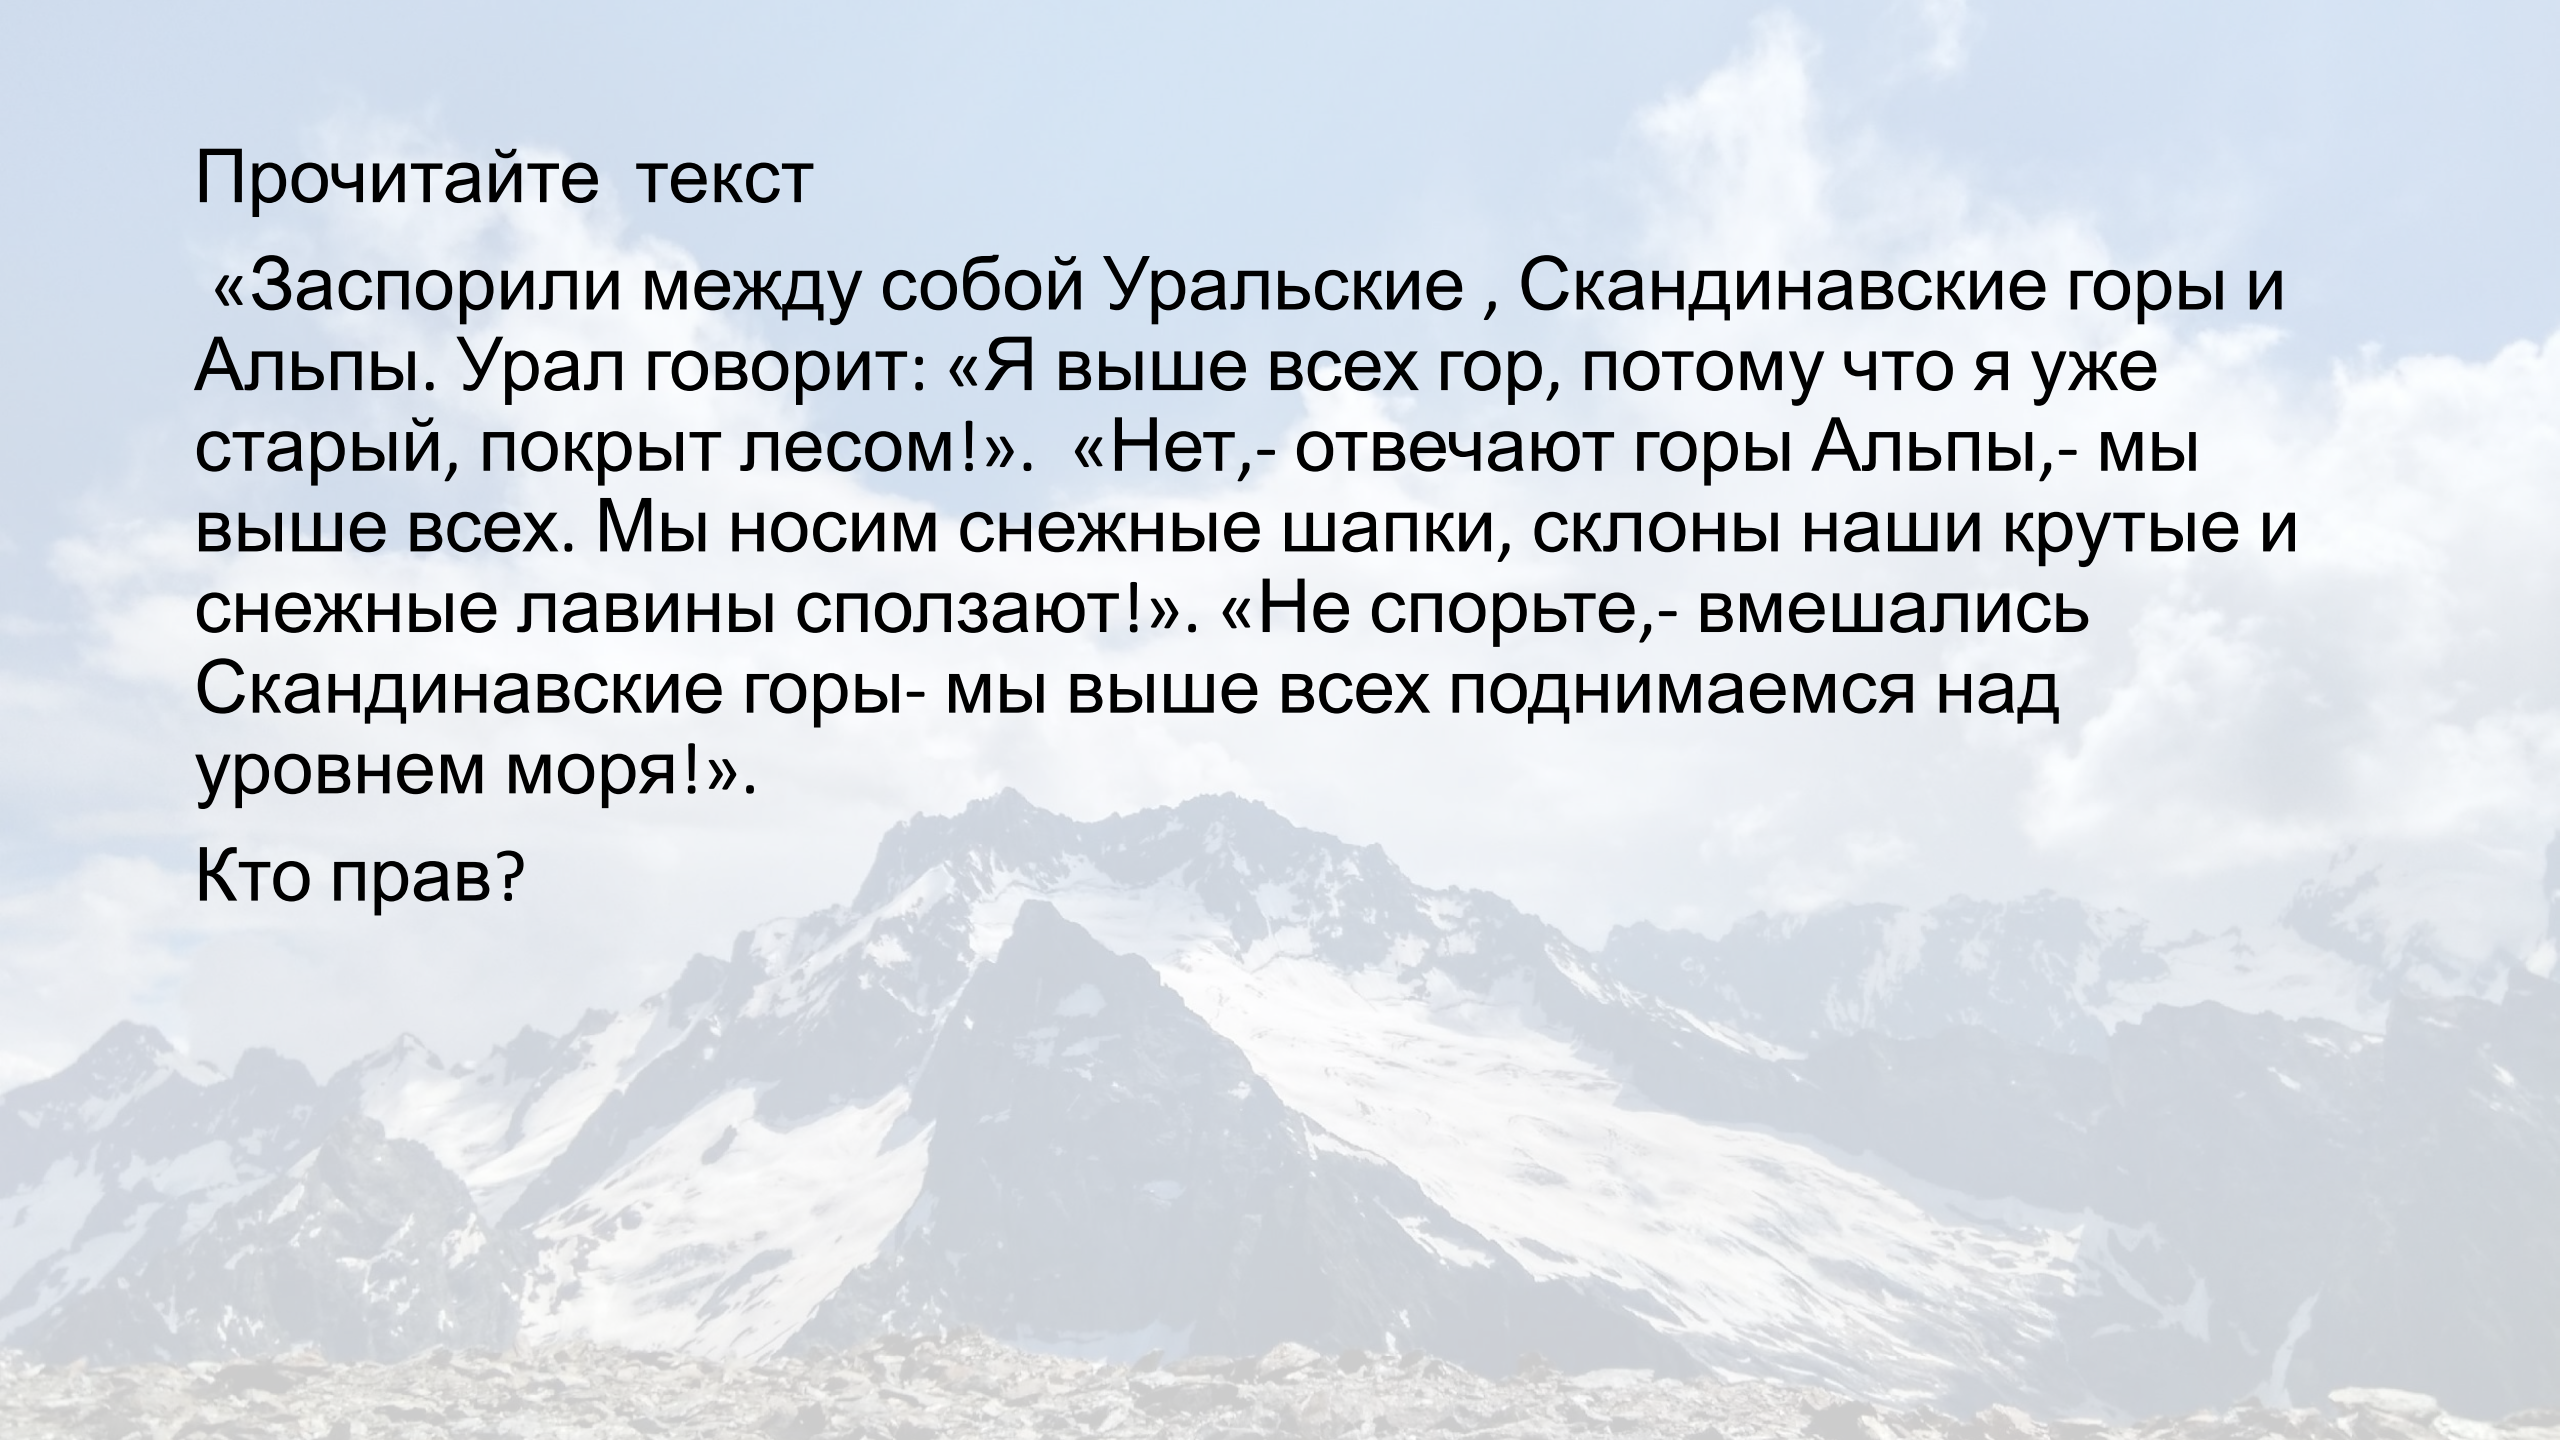 Прочитайте  текст
«Заспорили между собой Уральские , Скандинавские горы и
Альпы. Урал говорит: «Я выше всех гор, потому что я уже
старый, покрыт лесом!».  «Нет,- отвечают горы Альпы,- мы
выше всех. Мы носим снежные шапки, склоны наши крутые и
снежные лавины сползают!». «Не спорьте,- вмешались
Скандинавские горы- мы выше всех поднимаемся над
уровнем моря!».
Кто прав?